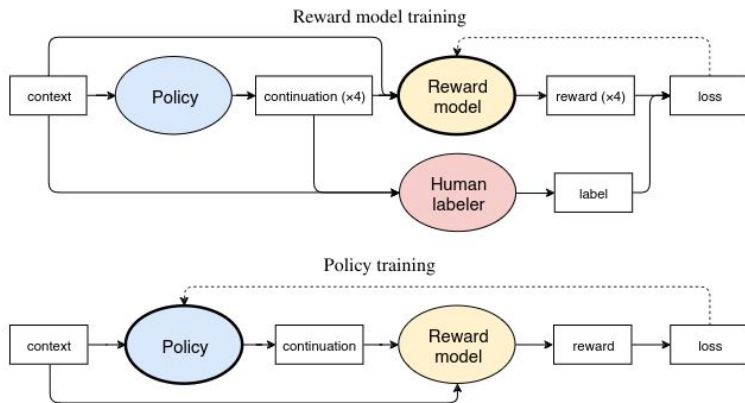 Reward model training
context
Policy
continuation (×4)
Reward
model
reward (×4)
loss
Human
labeler
label
Policy training
context
Policy
continuation
Reward
model
reward
loss